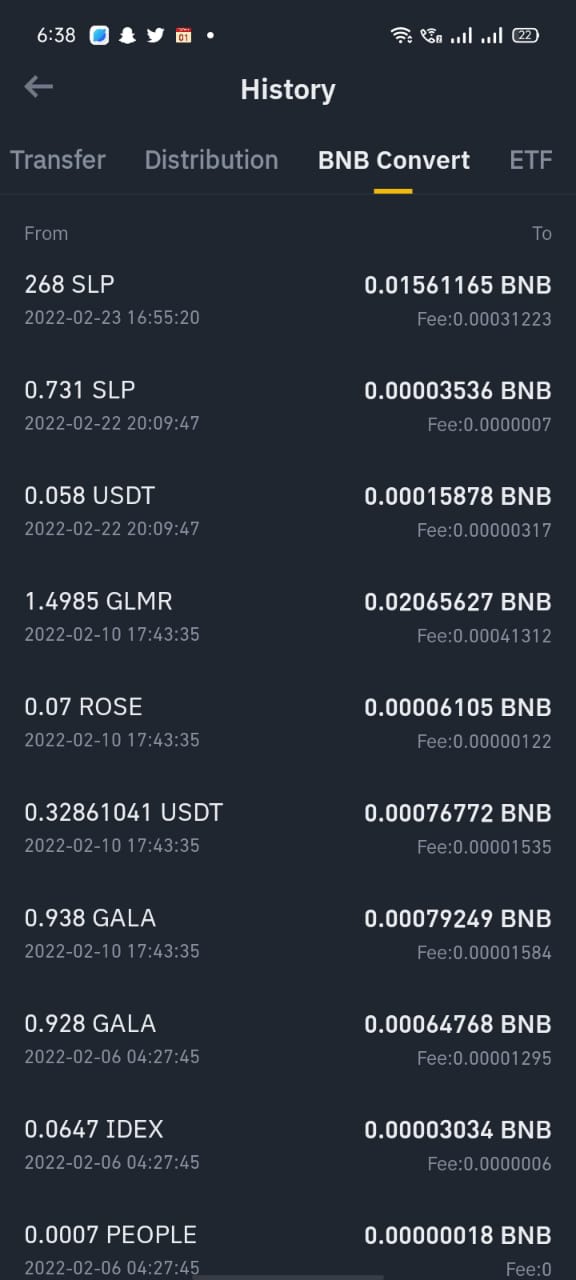 6:38 22
History
Transfer Distribution BNB Convert ETF
From To
268 SLP 0.01561165 BNB
2022-02-23 16:55:20 Fee:0.00031223
0.731 SLP 0.00003536 BNB
2022-02-22 20:09:47 Fee:0.0000007
0.058 USDT 0.00015878 BNB
2022-02-22 20:09:47 Fee:0.00000317
1.4985 GLMR 0.02065627 BNB
2022-02-10 17:43:35 Fee:0.00041312
0.07 ROSE 0.00006105 BNB
2022-02-10 17:43:35 Fee:0.00000122
0.32861041 USDT 0.00076772 BNB
2022-02-10 17:43:35 Fee:0.00001535
0.938 GALA 0.00079249 BNB
2022-02-10 17:43:35 Fee:0.00001584
0.928 GALA 0.00064768 BNB
2022-02-06 04:27:45 Fee:0.00001295
0.0647 IDEX 0.00003034 BNB
2022-02-06 04:27:45 Fee:0.0000006
0.0007 PEOPLE 0.00000018 BNB
2022-02-06 04:27:45 Fee:0